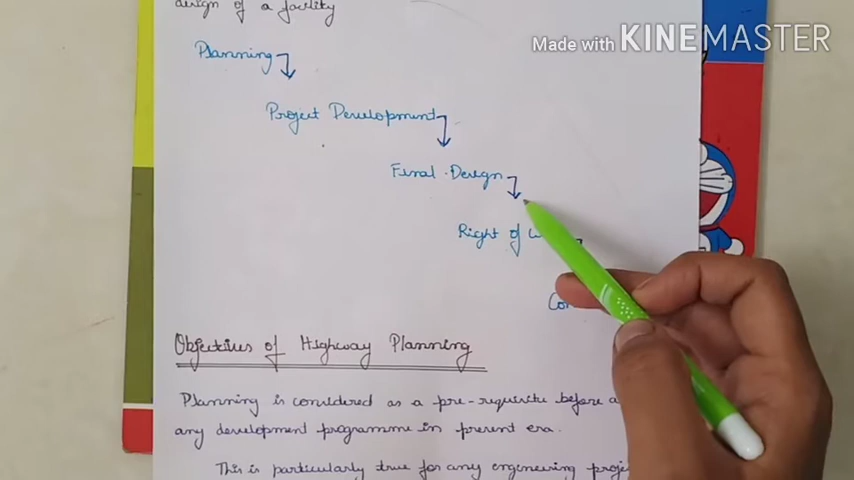 design of a facility
Made with KINEMASTER
Planning
Project Development
Final Design
Right of
Objectives of Highway Planning
Planning is considered as a pre-requisite before
any development programme in present era.
This is particularly true for any engineering